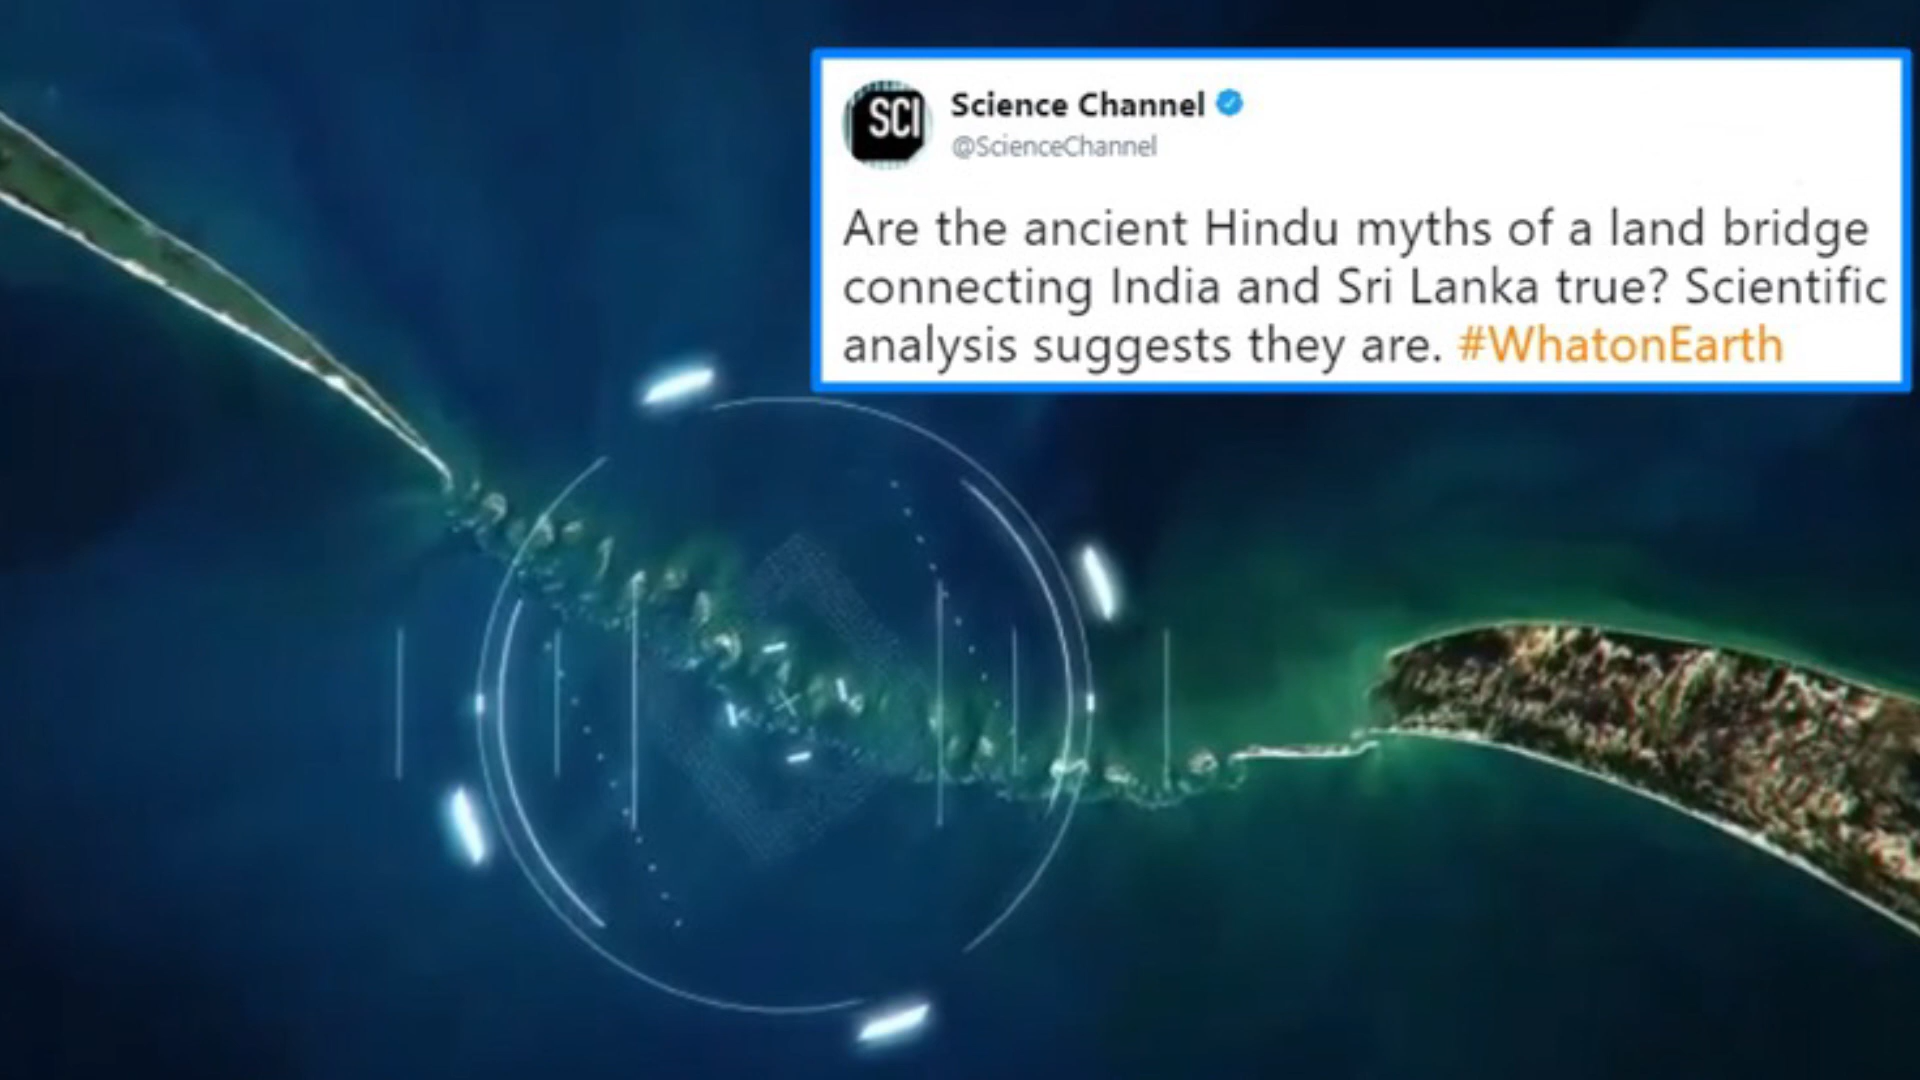 SCI
Science Channel
@ScienceChannel
Are the ancient Hindu myths of a land bridge
connecting India and Sri Lanka true? Scientific
analysis suggests they are. #WhatonEarth